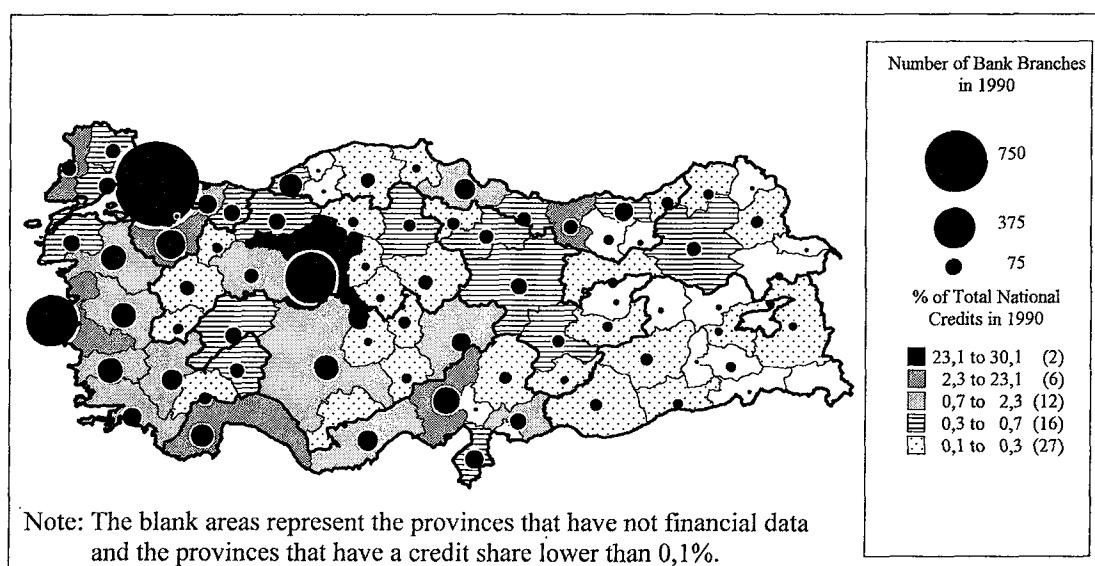 Number of Bank Branches
in 1990
750
375
75
% of Total National
Credits in 1990
23,1 to 30,1 (2)
2,3 to 23,1 (6)
0,7 to 2,3 (12)
0,3 to 0,7 (16)
0,1 to 0,3 (27)
Note: The blank areas represent the provinces that have not financial data
and the provinces that have a credit share lower than 0,1%.